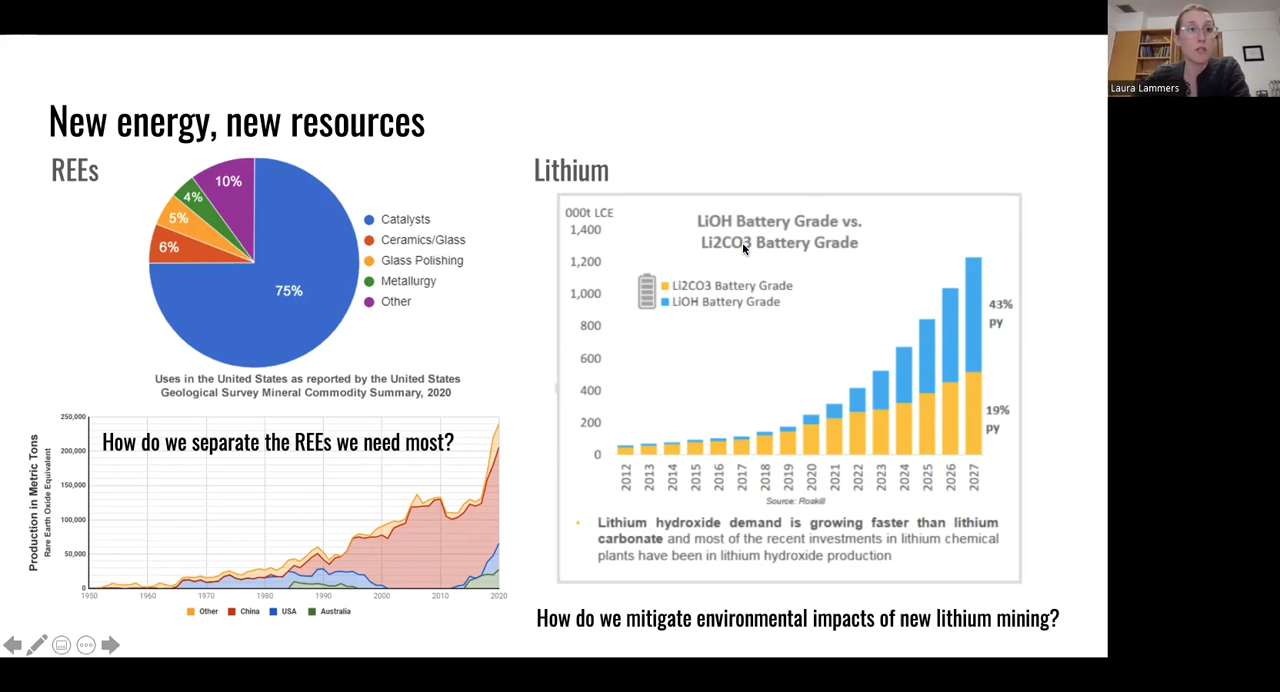 Laura Lammers
New energy, new resources
REEs
10%
4%
5%
6%
75%
Catalysts
Ceramics/Glass
Glass Polishing
Metallurgy
Other
Uses in the United States as reported by the United States
Geological Survey Mineral Commodity Summary, 2020
How do we separate the REEs we need most?
Production in Metric Tons
Rare Earth Oxide Equivalent
250,000
200,000
150,000
100,000
50,000
0
1950 1960 1970 1980 1990 2000 2010 2020
Other China USA Australia
Lithium
000t LCE
LiOH Battery Grade vs.
Li2CO3 Battery Grade
1,400
1,200
1,000
800
600
400
200
0
Li2CO3 Battery Grade
LiOH Battery Grade
43%
py
19%
py
2012 2013 2014 2015 2016 2017 2018 2019 2020 2021 2022 2023 2024 2025 2026 2027
Source: Roskill
Lithium hydroxide demand is growing faster than lithium
carbonate and most of the recent investments in lithium chemical
plants have been in lithium hydroxide production
How do we mitigate environmental impacts of new lithium mining?